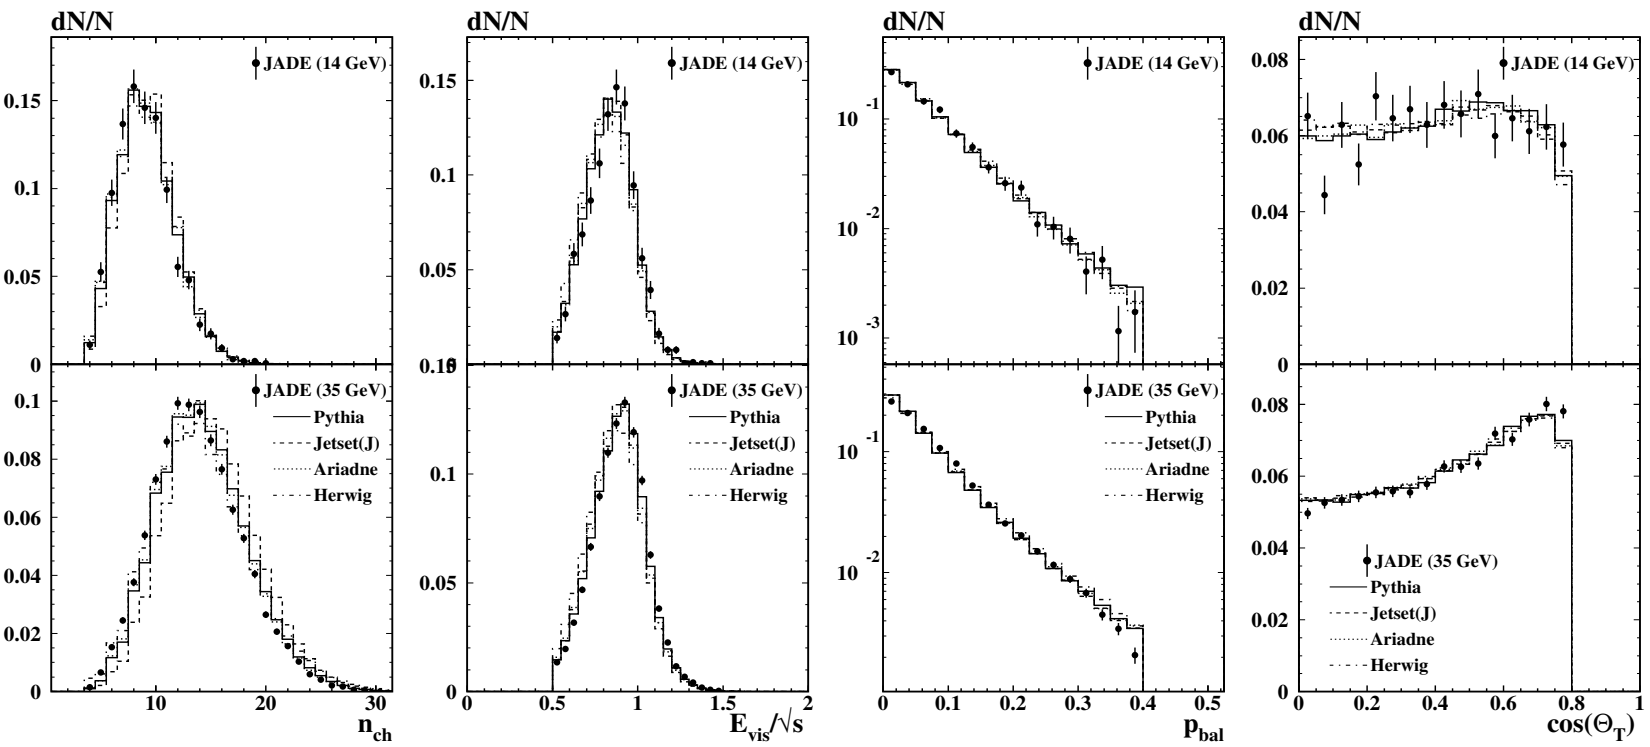 dN/N
JADE (14 GeV)
0.15
0.1
0.05
0
dN/N
JADE (14 GeV)
0.15
0.1
0.05
0
dN/N
JADE (14 GeV)
10 -1
10 -2
10 -3
dN/N
JADE (14 GeV)
0.08
0.06
0.04
0.02
0
JADE (35 GeV)
Pythia
Jetset(J)
Ariadne
Herwig
0.1
0.08
0.06
0.04
0.02
0
10
20
30
n_ch
0.15
JADE (35 GeV)
Pythia
Jetset(J)
Ariadne
Herwig
0.1
0.05
0
0
0.5
1
1.5
2
E_vis/√s
JADE (35 GeV)
Pythia
Jetset(J)
Ariadne
Herwig
10 -1
10 -2
0
0.1
0.2
0.3
0.4
0.5
p_bal
0.08
0.06
0.04
0.02
0
JADE (35 GeV)
Pythia
Jetset(J)
Ariadne
Herwig
0
0.2
0.4
0.6
0.8
1
cos(Θ_T)